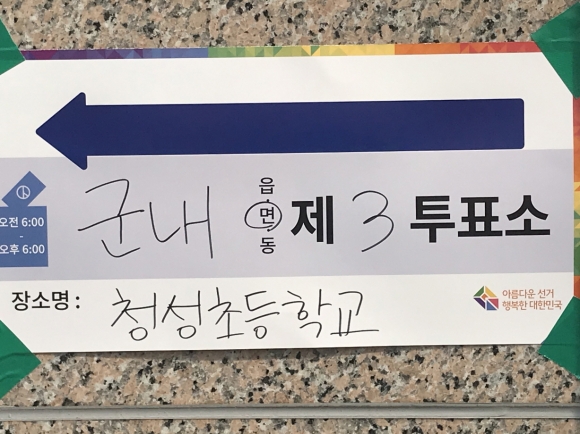 오전 6:00
-
오후 6:00
군내 읍·면·동 제 3 투표소
장소명 : 청성초등학교
아름다운 선거
행복한 대한민국